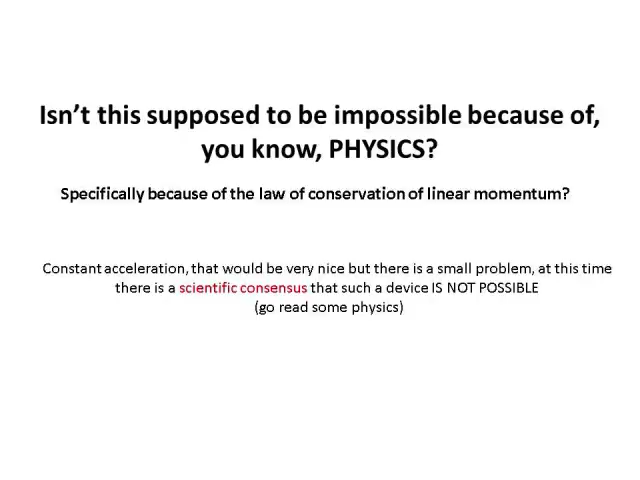 Isn’t this supposed to be impossible because of,
you know, PHYSICS?
Specifically because of the law of conservation of linear momentum?
Constant acceleration, that would be very nice but there is a small problem, at this time
there is a scientific consensus that such a device IS NOT POSSIBLE
(go read some physics)